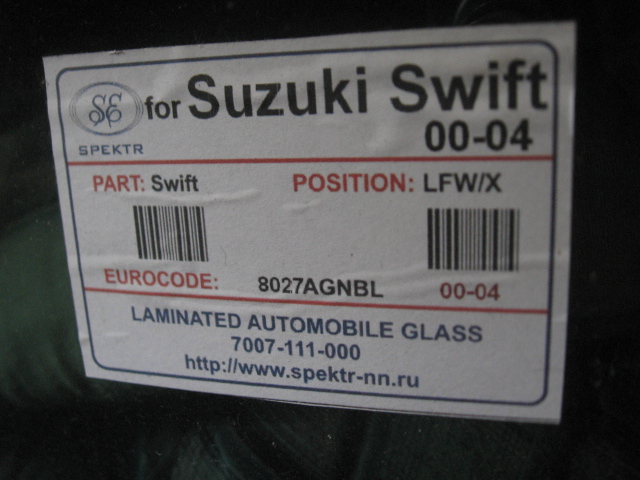 SE
SPEKTR
for Suzuki Swift
00-04
PART: Swift
POSITION: LFW/X
EUROCODE: 8027AGNBL 00-04
LAMINATED AUTOMOBILE GLASS
7007-111-000
http://www.spektr-nn.ru